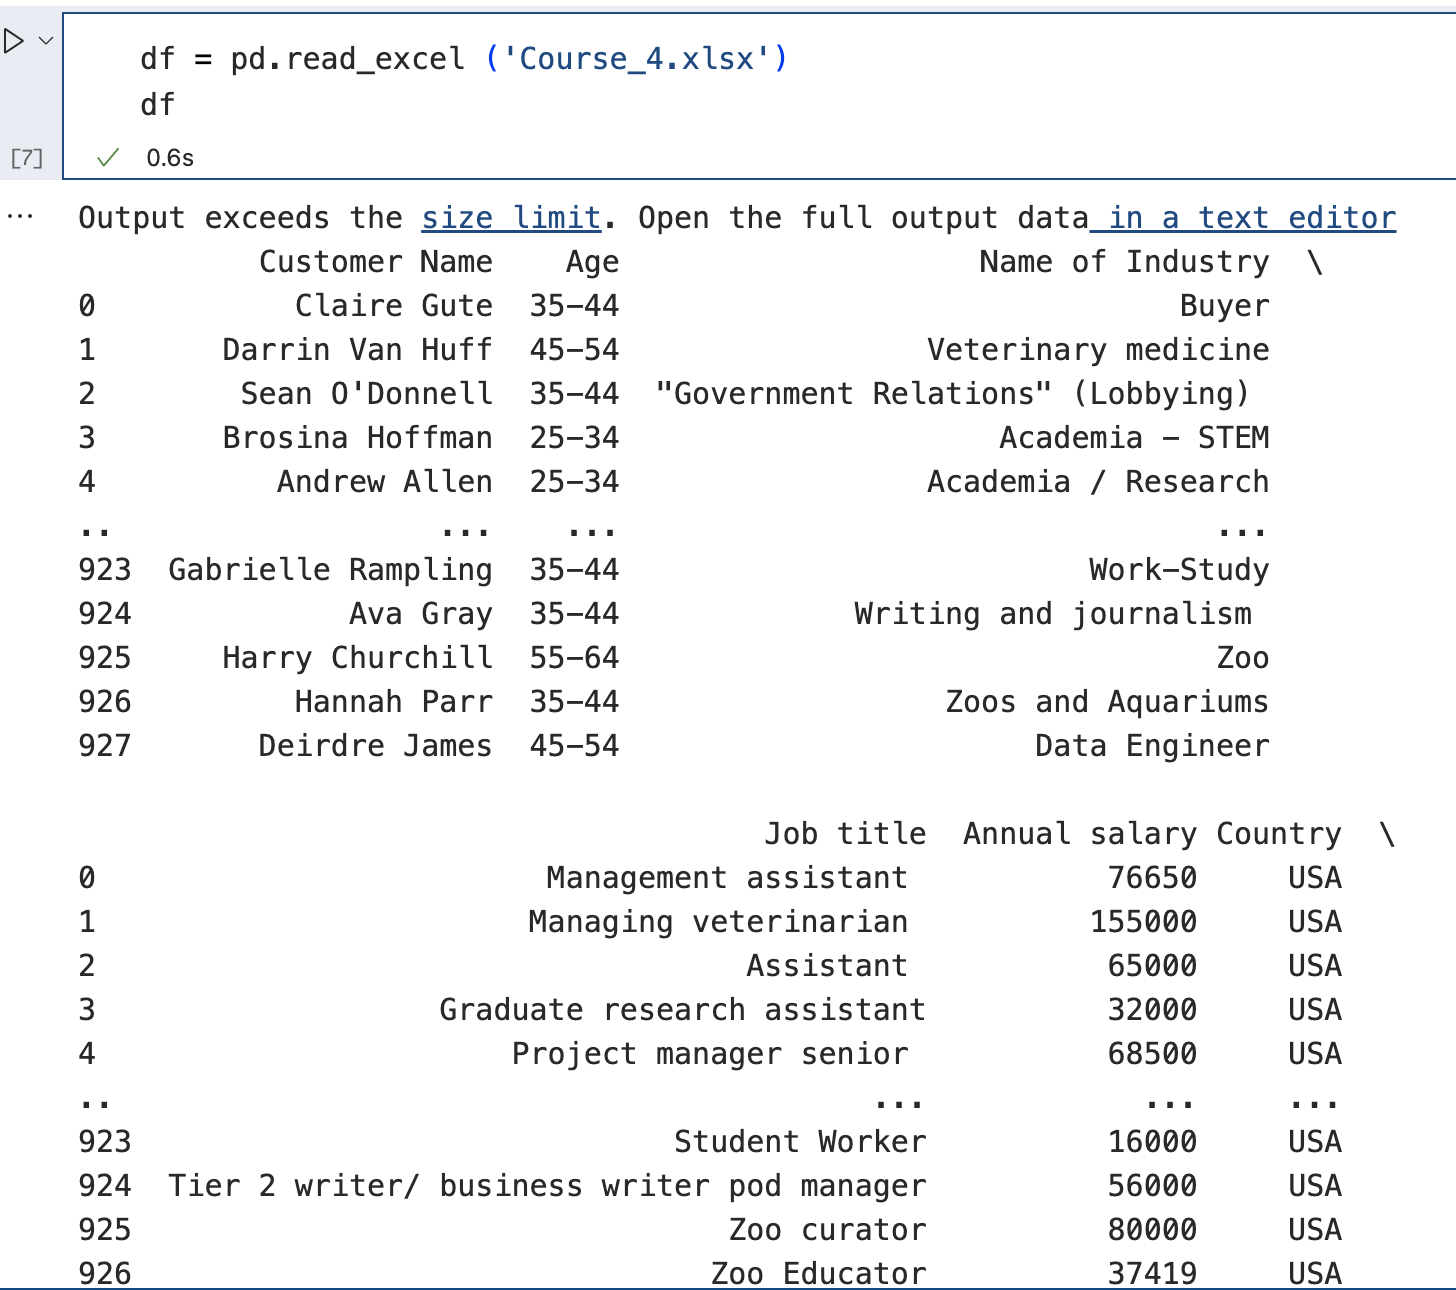 df = pd.read_excel ('Course_4.xlsx')
df
[7] 0.6s
... Output exceeds the size limit. Open the full output data in a text editor
Customer Name Age Name of Industry \
0 Claire Gute 35-44 Buyer
1 Darrin Van Huff 45-54 Veterinary medicine
2 Sean O'Donnell 35-44 "Government Relations" (Lobbying)
3 Brosina Hoffman 25-34 Academia - STEM
4 Andrew Allen 25-34 Academia / Research
.. ... ... ...
923 Gabrielle Rampling 35-44 Work-Study
924 Ava Gray 35-44 Writing and journalism
925 Harry Churchill 55-64 Zoo
926 Hannah Parr 35-44 Zoos and Aquariums
927 Deirdre James 45-54 Data Engineer
Job title Annual salary Country \
0 Management assistant 76650 USA
1 Managing veterinarian 155000 USA
2 Assistant 65000 USA
3 Graduate research assistant 32000 USA
4 Project manager senior 68500 USA
.. ... ... ...
923 Student Worker 16000 USA
924 Tier 2 writer/ business writer pod manager 56000 USA
925 Zoo curator 80000 USA
926 Zoo Educator 37419 USA